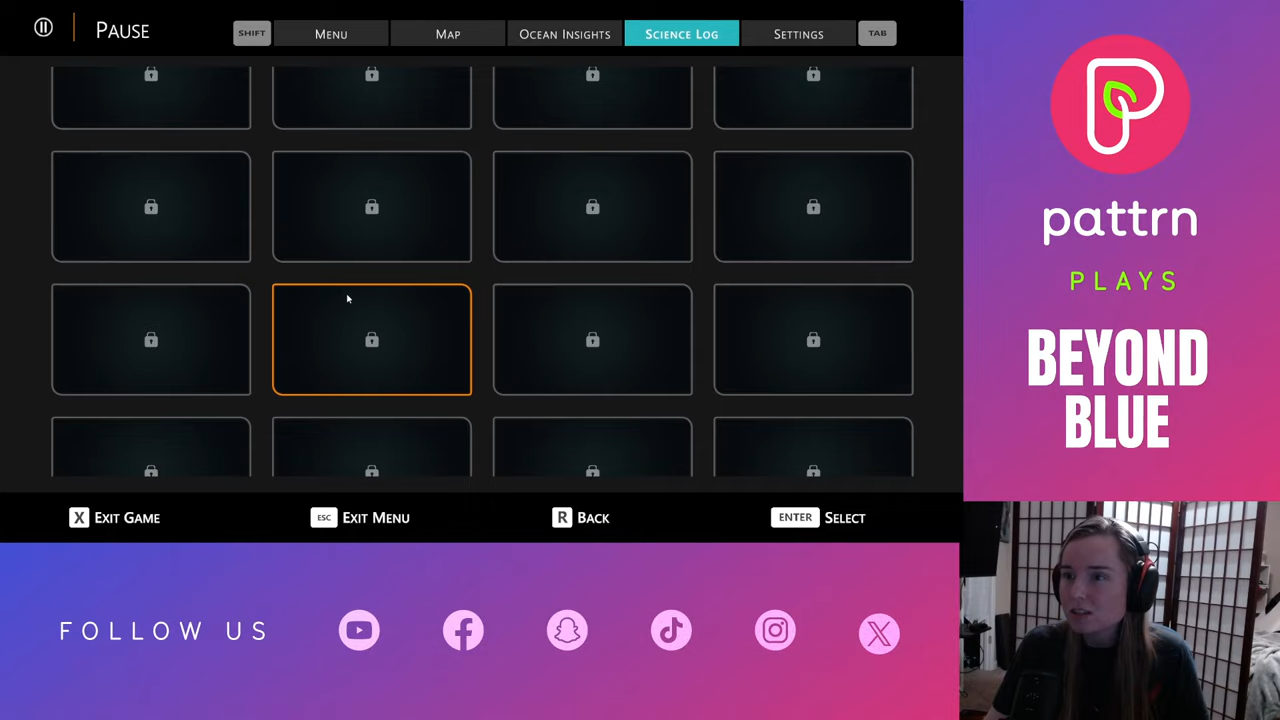 PAUSE
SHIFT
MENU
MAP
OCEAN INSIGHTS
SCIENCE LOG
SETTINGS
TAB
X EXIT GAME
ESC EXIT MENU
R BACK
ENTER SELECT
FOLLOW US
P
pattrn
PLAYS
BEYOND
BLUE